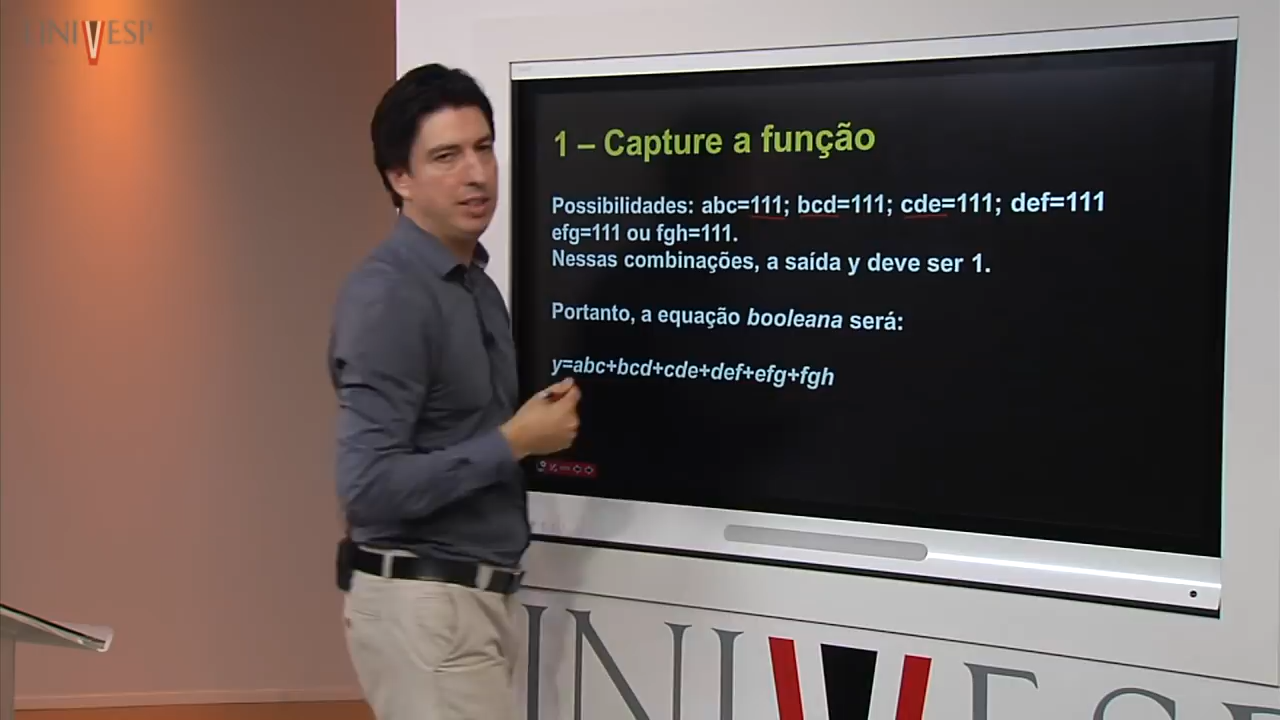 UNIVESP
1 – Capture a função
Possibilidades: abc=111; bcd=111; cde=111; def=111
efg=111 ou fgh=111.
Nessas combinações, a saída y deve ser 1.
Portanto, a equação booleana será:
y=abc+bcd+cde+def+efg+fgh
UNIVESP